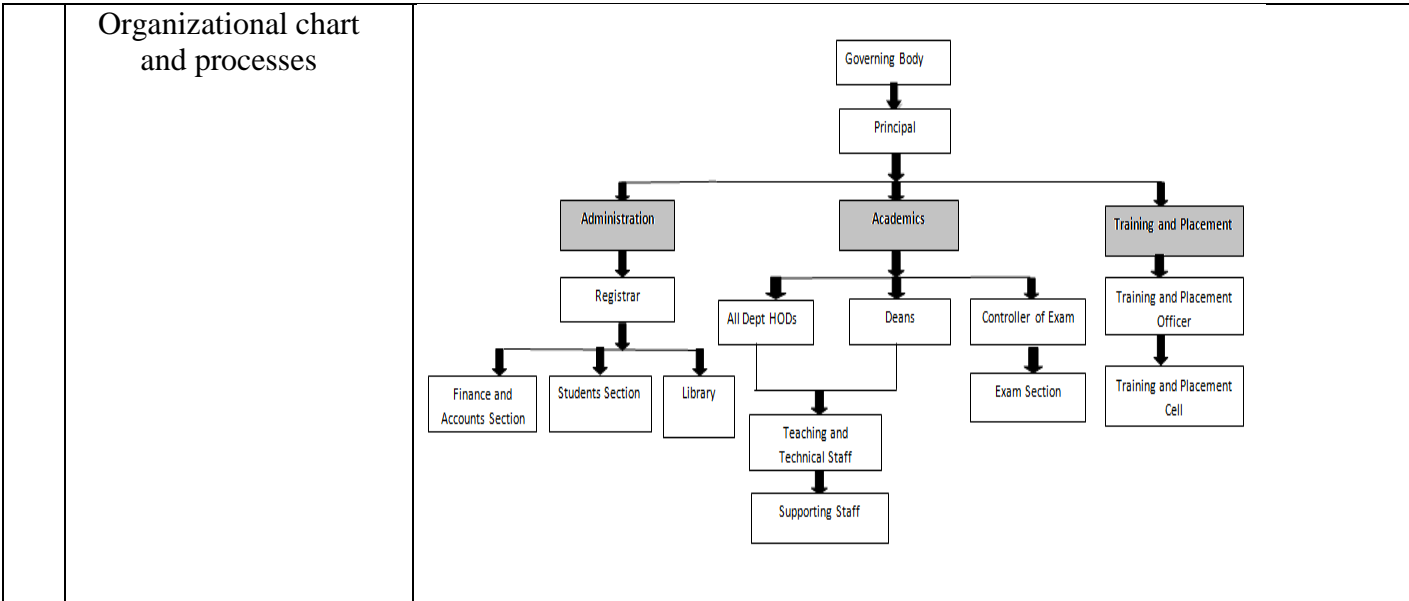 Organizational chart
and processes
Governing Body
Principal
Administration
Academics
Training and Placement
Registrar
All Dept HODs
Deans
Controller of Exam
Training and Placement
Officer
Finance and
Accounts Section
Students Section
Library
Exam Section
Training and Placement
Cell
Teaching and
Technical Staff
Supporting Staff